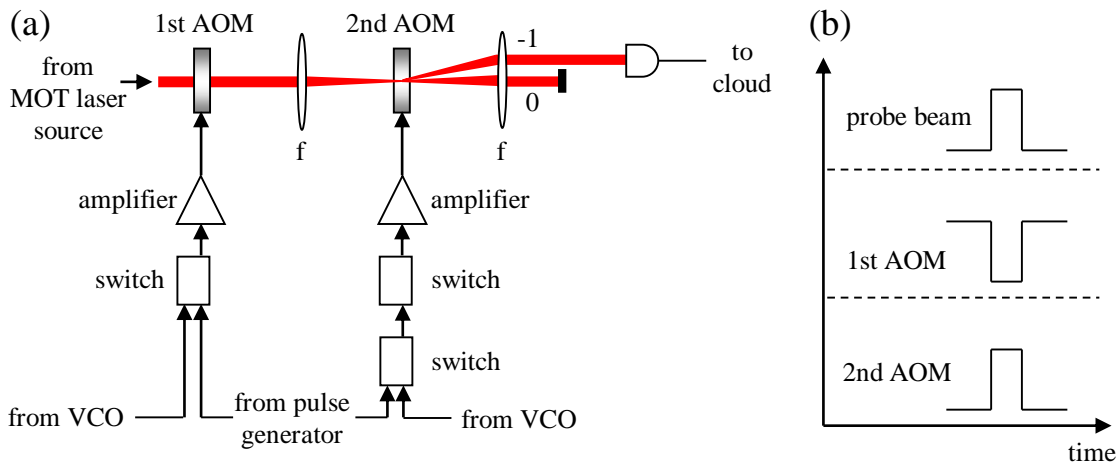 (a)
1st AOM
2nd AOM
-1
0
from
MOT laser
source
to
cloud
f
f
amplifier
amplifier
switch
switch
switch
from VCO
from pulse
generator
from VCO
(b)
probe beam
1st AOM
2nd AOM
time